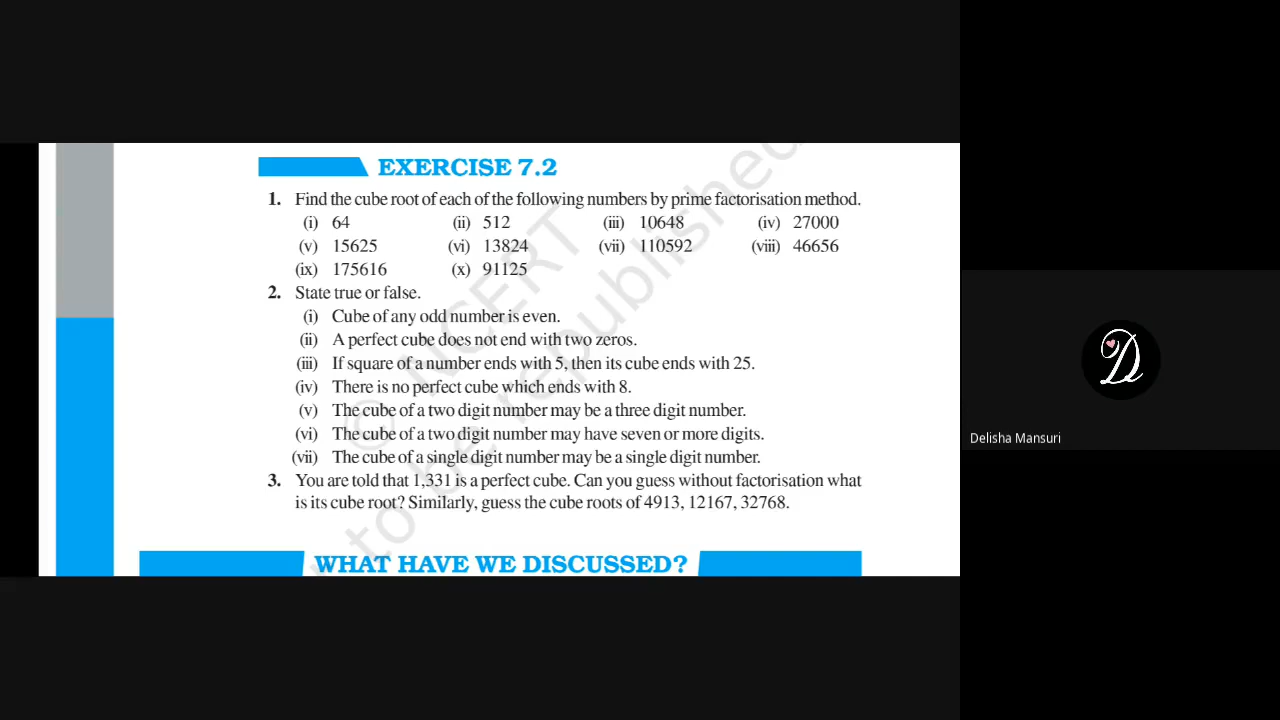 EXERCISE 7.2
1. Find the cube root of each of the following numbers by prime factorisation method.
(i) 64 (ii) 512 (iii) 10648 (iv) 27000
(v) 15625 (vi) 13824 (vii) 110592 (viii) 46656
(ix) 175616 (x) 91125
2. State true or false.
(i) Cube of any odd number is even.
(ii) A perfect cube does not end with two zeros.
(iii) If square of a number ends with 5, then its cube ends with 25.
(iv) There is no perfect cube which ends with 8.
(v) The cube of a two digit number may be a three digit number.
(vi) The cube of a two digit number may have seven or more digits.
(vii) The cube of a single digit number may be a single digit number.
3. You are told that 1,331 is a perfect cube. Can you guess without factorisation what
is its cube root? Similarly, guess the cube roots of 4913, 12167, 32768.
WHAT HAVE WE DISCUSSED?
© NCERT
to be republished
D
Delisha Mansuri